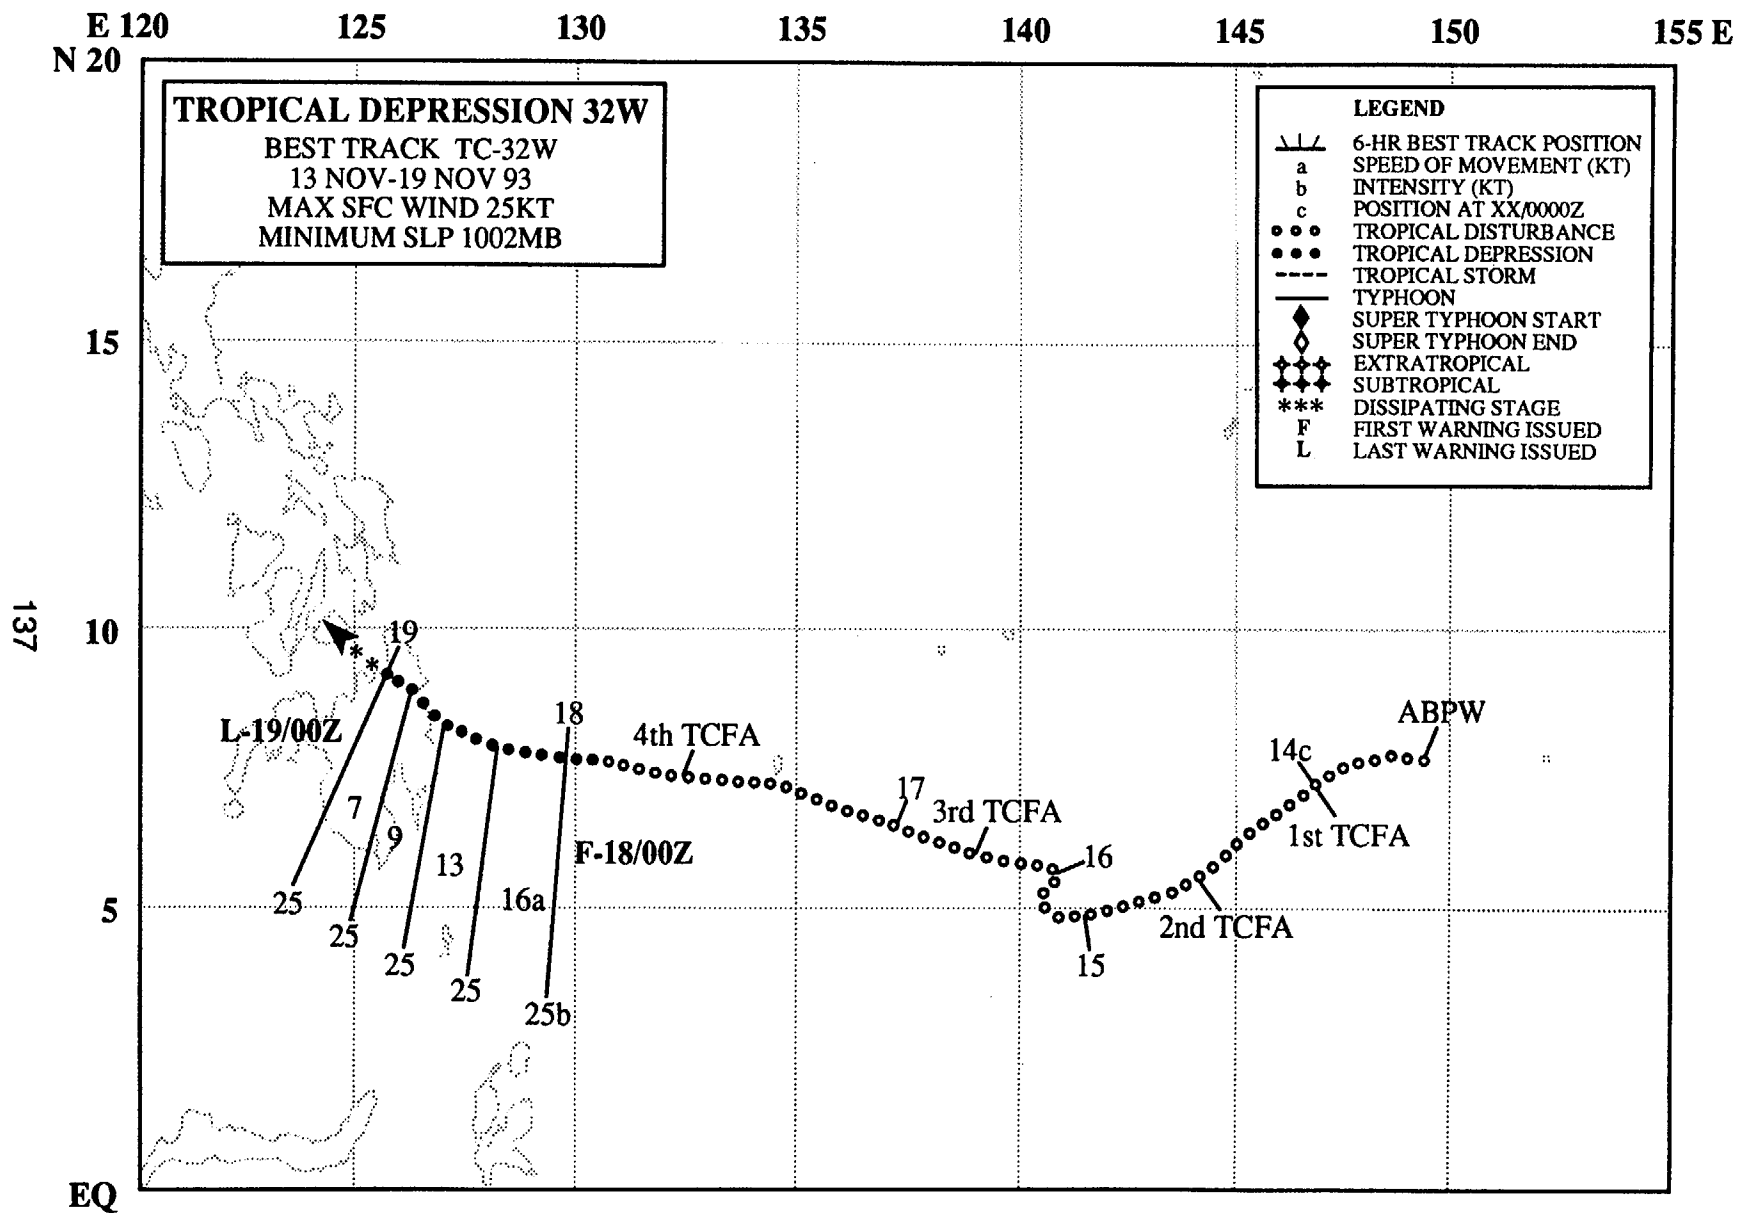 E 120 125 130 135 140 145 150 155 E
N 20
TROPICAL DEPRESSION 32W
BEST TRACK TC-32W
13 NOV-19 NOV 93
MAX SFC WIND 25KT
MINIMUM SLP 1002MB
LEGEND
6-HR BEST TRACK POSITION
a SPEED OF MOVEMENT (KT)
b INTENSITY (KT)
c POSITION AT XX/0000Z
TROPICAL DISTURBANCE
TROPICAL DEPRESSION
TROPICAL STORM
TYPHOON
SUPER TYPHOON START
SUPER TYPHOON END
EXTRATROPICAL
SUBTROPICAL
*** DISSIPATING STAGE
F FIRST WARNING ISSUED
L LAST WARNING ISSUED
15
10
137
19
L-19/00Z
18
4th TCFA
ABPW
14c
17
3rd TCFA
1st TCFA
7
9
13
16a
F-18/00Z
16
2nd TCFA
15
5
25
25
25
25
25b
EQ